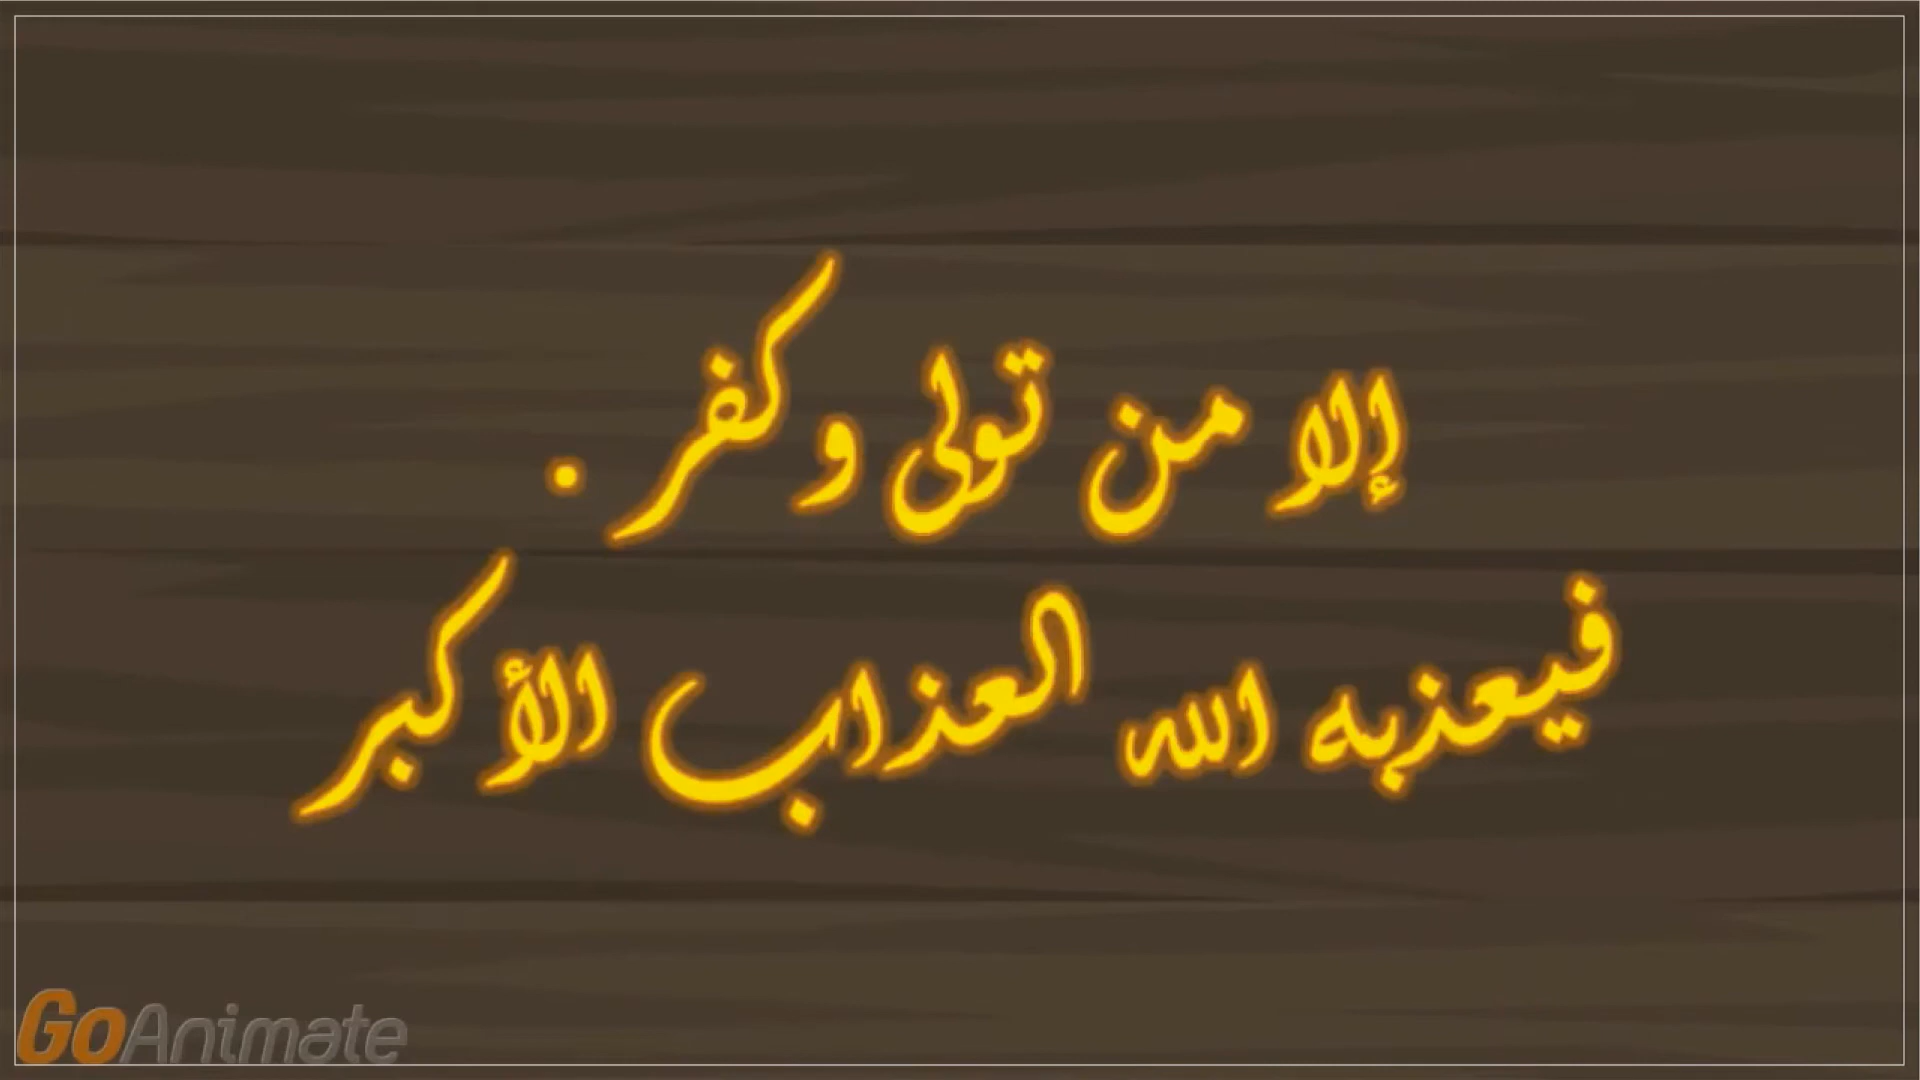 إلا من تولى وكفر .
فيعذبه الله العذاب الأكبر
GoAnimate